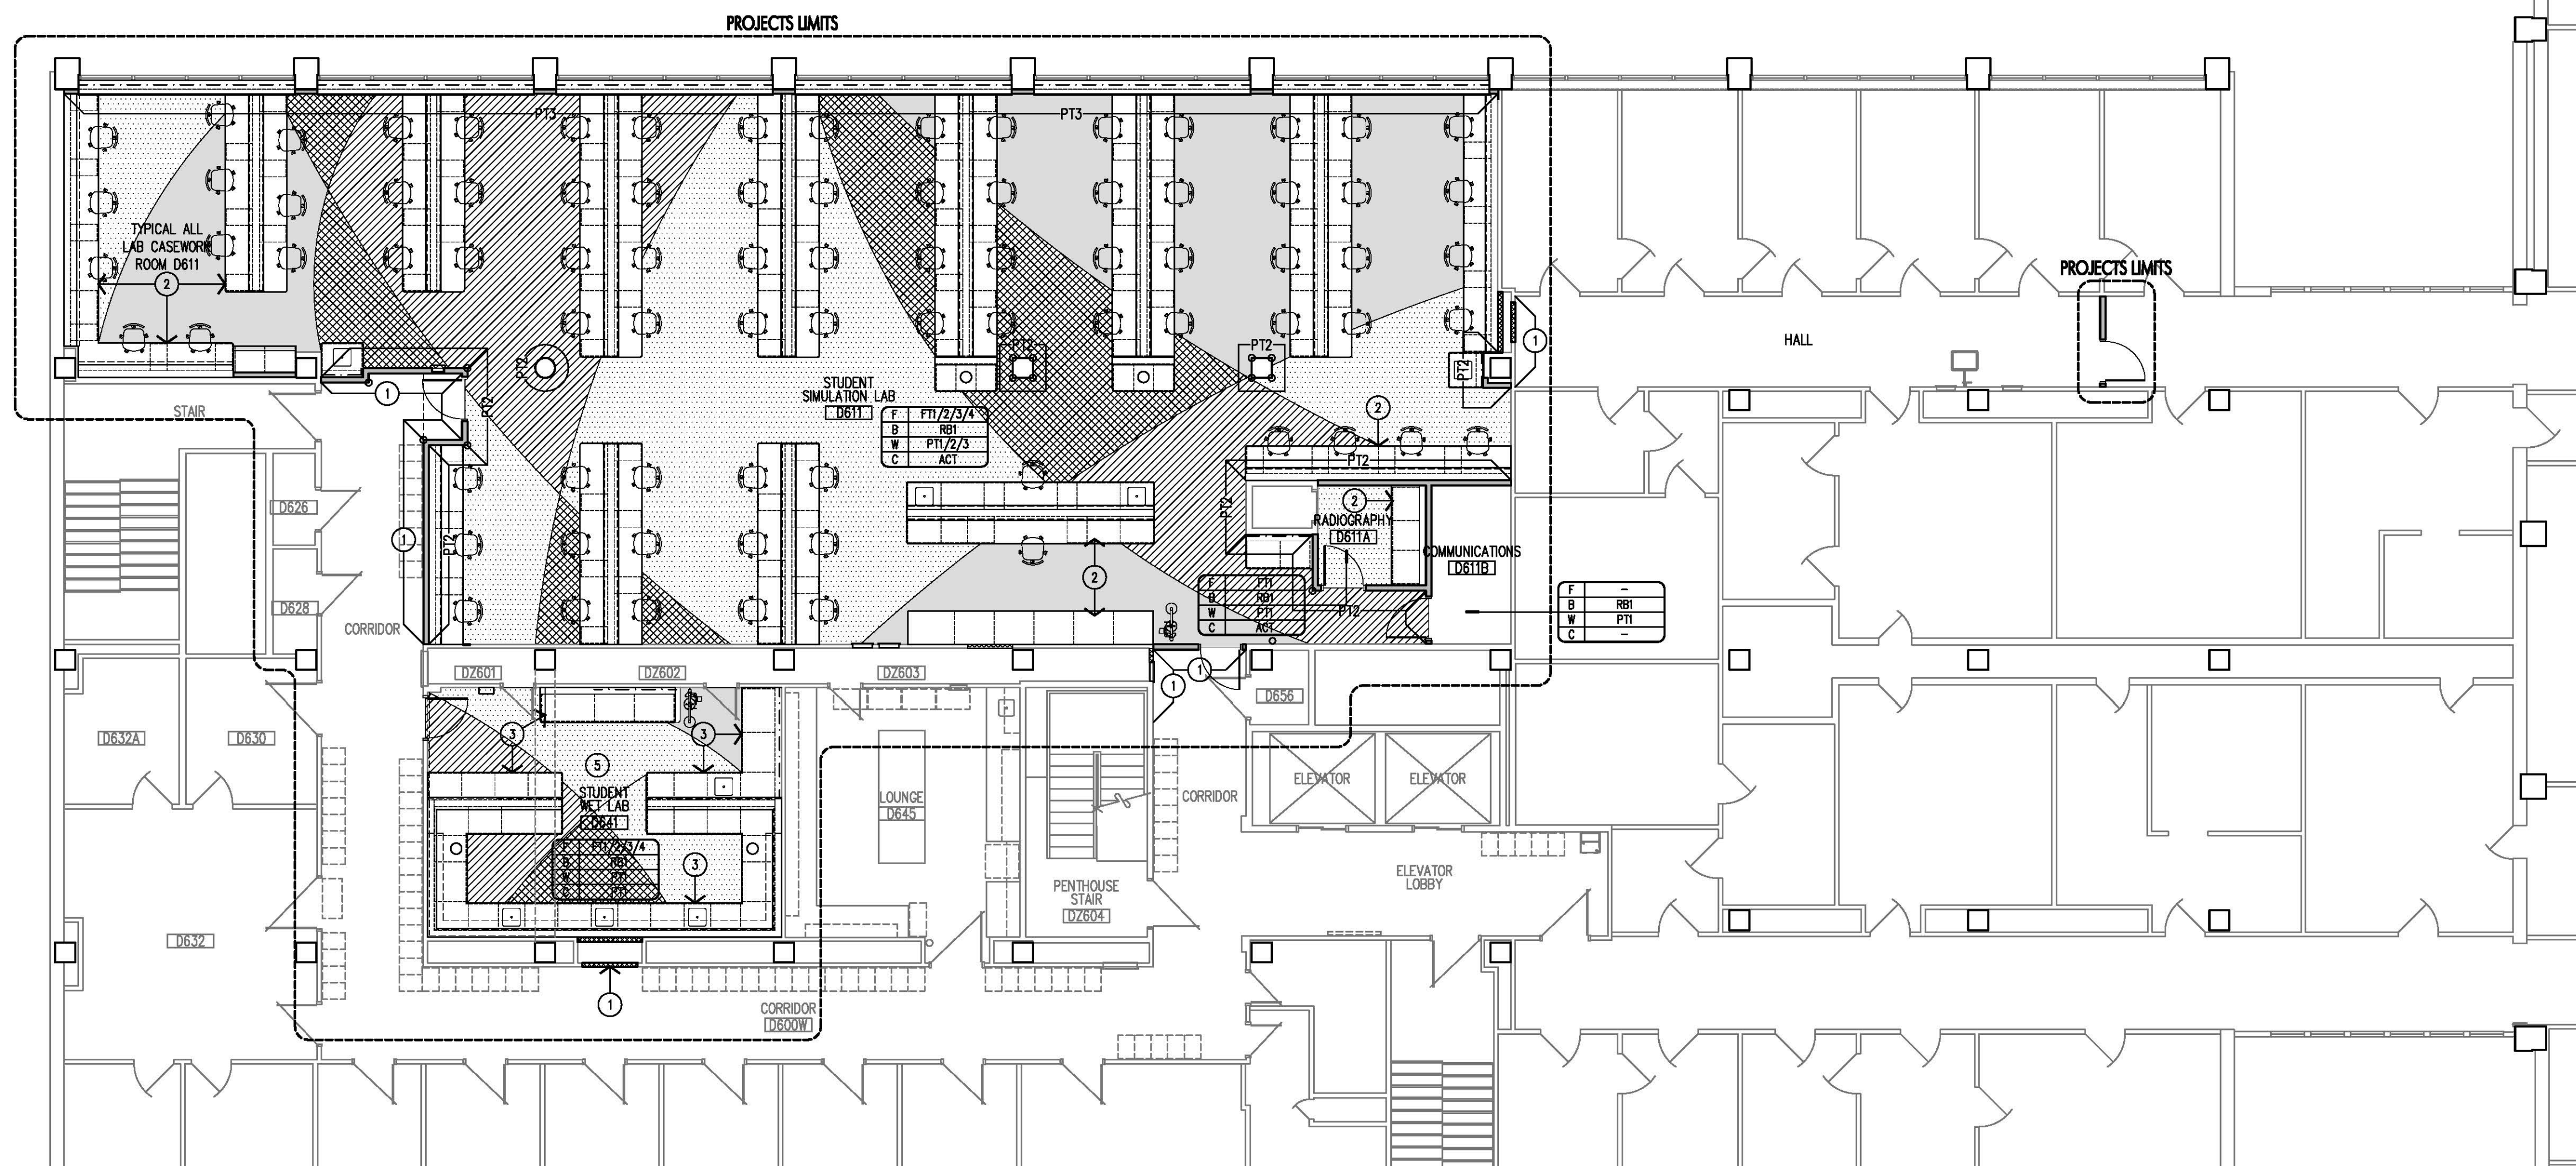 PROJECTS LIMITS
PT3
PT3
TYPICAL ALL
LAB CASEWORK
ROOM D611
2
PROJECTS LIMITS
1
HALL
PT2
PT2
PT2
PT2
1
PT2
STUDENT
SIMULATION LAB
D611
F FT1/2/3/4
B RB1
W PT1/2/3
C ACT
2
STAIR
PT2
2
RADIOGRAPHY
D611A
PT2
D626
1
PT2
COMMUNICATIONS
D611B
2
F FT1
B RB1
W PT1
C ACT
PT2
F -
B RB1
W PT1
C -
D628
CORRIDOR
DZ601
DZ602
DZ603
1
1
D656
D632A
D630
3
3
5
STUDENT
WET LAB
D641
F FT1/2/3/4
B RB1
W PT1
C PT1
3
LOUNGE
D645
CORRIDOR
ELEVATOR
ELEVATOR
PENTHOUSE
STAIR
DZ604
ELEVATOR
LOBBY
D632
1
CORRIDOR
D600W